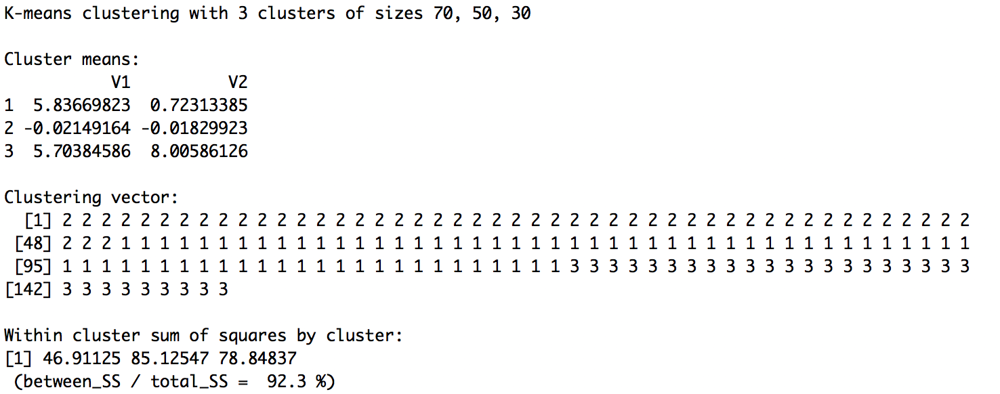 K-means clustering with 3 clusters of sizes 70, 50, 30
Cluster means:
V1 V2
1 5.83669823 0.72313385
2 -0.02149164 -0.01829923
3 5.70384586 8.00586126
Clustering vector:
[1] 2 2 2 2 2 2 2 2 2 2 2 2 2 2 2 2 2 2 2 2 2 2 2 2 2 2 2 2 2 2 2 2 2 2 2 2 2 2 2 2 2 2 2 2 2 2 2
[48] 2 2 2 1 1 1 1 1 1 1 1 1 1 1 1 1 1 1 1 1 1 1 1 1 1 1 1 1 1 1 1 1 1 1 1 1 1 1 1 1 1 1 1 1 1 1 1
[95] 1 1 1 1 1 1 1 1 1 1 1 1 1 1 1 1 1 1 1 1 1 1 1 1 1 1 3 3 3 3 3 3 3 3 3 3 3 3 3 3 3 3 3 3 3 3 3
[142] 3 3 3 3 3 3 3 3 3
Within cluster sum of squares by cluster:
[1] 46.91125 85.12547 78.84837
(between_SS / total_SS = 92.3 %)